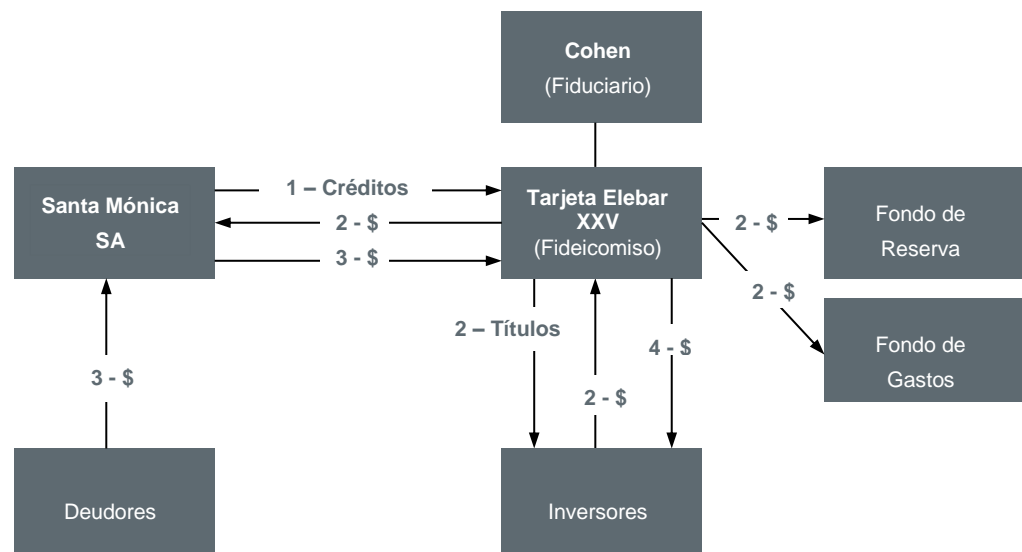 Cohen
(Fiduciario)
Santa Mónica
SA
1 – Créditos
2 - $
3 - $
Tarjeta Elebar
XXV
(Fideicomiso)
2 - $
Fondo de
Reserva
2 - $
Fondo de
Gastos
2 – Títulos
4 - $
3 - $
2 - $
Deudores
Inversores